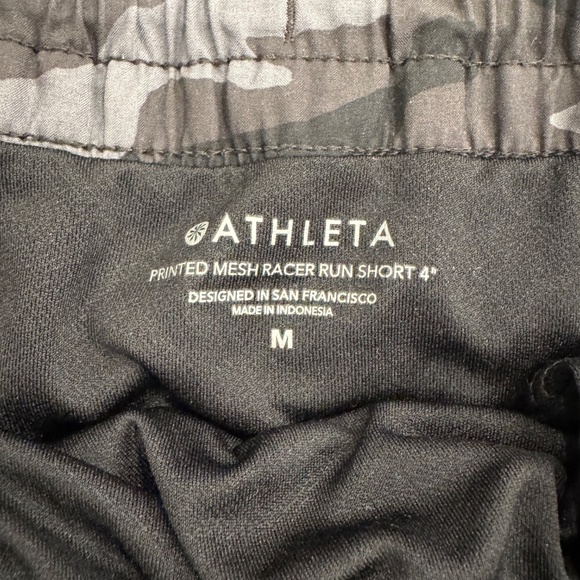 ATHLETA
PRINTED MESH RACER RUN SHORT 4"
DESIGNED IN SAN FRANCISCO
MADE IN INDONESIA
M